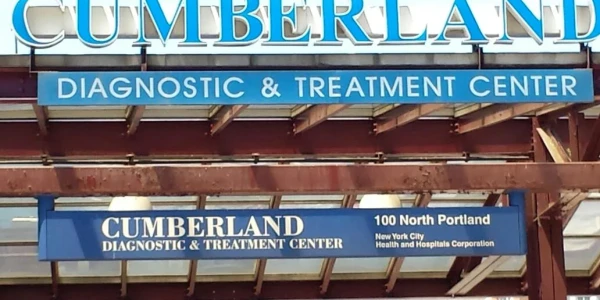 CUMBERLAND
DIAGNOSTIC & TREATMENT CENTER
CUMBERLAND
DIAGNOSTIC & TREATMENT CENTER
100 North Portland
New York City
Health and Hospitals Corporation